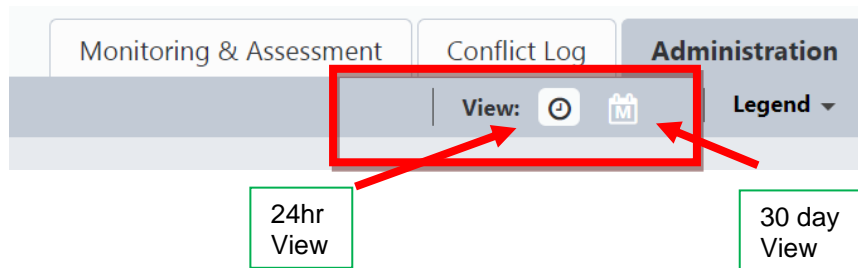 Monitoring & Assessment Conflict Log Administration
View: M Legend
24hr
View
30 day
View